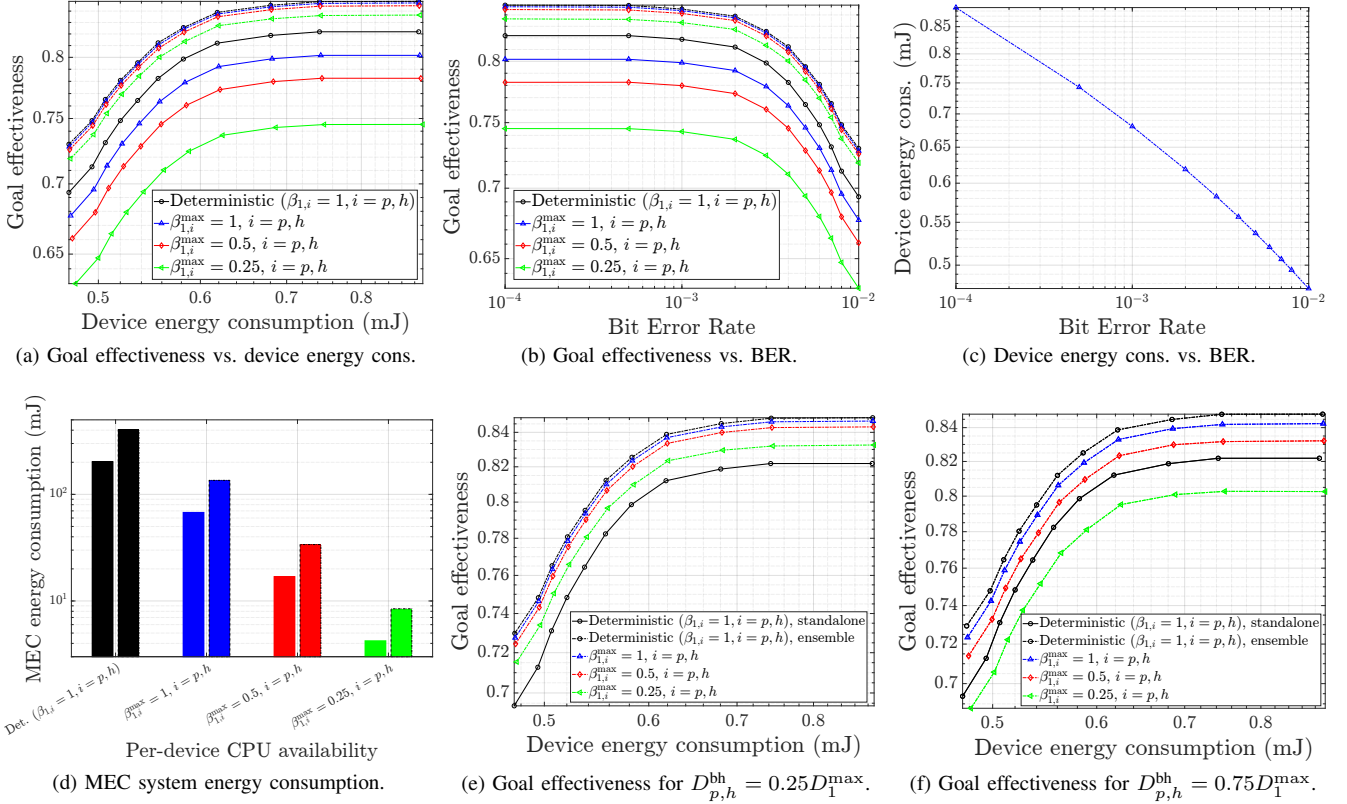 Goal effectiveness
0.8
0.75
0.7
0.65
Deterministic (β1,i = 1, i = p, h)
β1,i^max = 1, i = p, h
β1,i^max = 0.5, i = p, h
β1,i^max = 0.25, i = p, h
0.5 0.6 0.7 0.8
Device energy consumption (mJ)
(a) Goal effectiveness vs. device energy cons.
Goal effectiveness
0.8
0.75
0.7
0.65
Deterministic (β1,i = 1, i = p, h)
β1,i^max = 1, i = p, h
β1,i^max = 0.5, i = p, h
β1,i^max = 0.25, i = p, h
10^-4 10^-3 10^-2
Bit Error Rate
(b) Goal effectiveness vs. BER.
Device energy cons. (mJ)
0.85
0.75
0.7
0.6
0.55
0.5
10^-4 10^-3 10^-2
Bit Error Rate
(c) Device energy cons. vs. BER.
MEC energy consumption (mJ)
10^2
10^1
Det. (β1,i = 1, i = p, h)
β1,i^max = 1, i = p, h
β1,i^max = 0.5, i = p, h
β1,i^max = 0.25, i = p, h
Per-device CPU availability
(d) MEC system energy consumption.
Goal effectiveness
0.84
0.82
0.8
0.78
0.76
0.74
0.72
0.7
Deterministic (β1,i = 1, i = p, h), standalone
Deterministic (β1,i = 1, i = p, h), ensemble
β1,i^max = 1, i = p, h
β1,i^max = 0.5, i = p, h
β1,i^max = 0.25, i = p, h
0.5 0.6 0.7 0.8
Device energy consumption (mJ)
(e) Goal effectiveness for D^bh_p,h = 0.25D^max_1.
Goal effectiveness
0.84
0.82
0.8
0.78
0.76
0.74
0.72
0.7
Deterministic (β1,i = 1, i = p, h), standalone
Deterministic (β1,i = 1, i = p, h), ensemble
β1,i^max = 1, i = p, h
β1,i^max = 0.5, i = p, h
β1,i^max = 0.25, i = p, h
0.5 0.6 0.7 0.8
Device energy consumption (mJ)
(f) Goal effectiveness for D^bh_p,h = 0.75D^max_1.